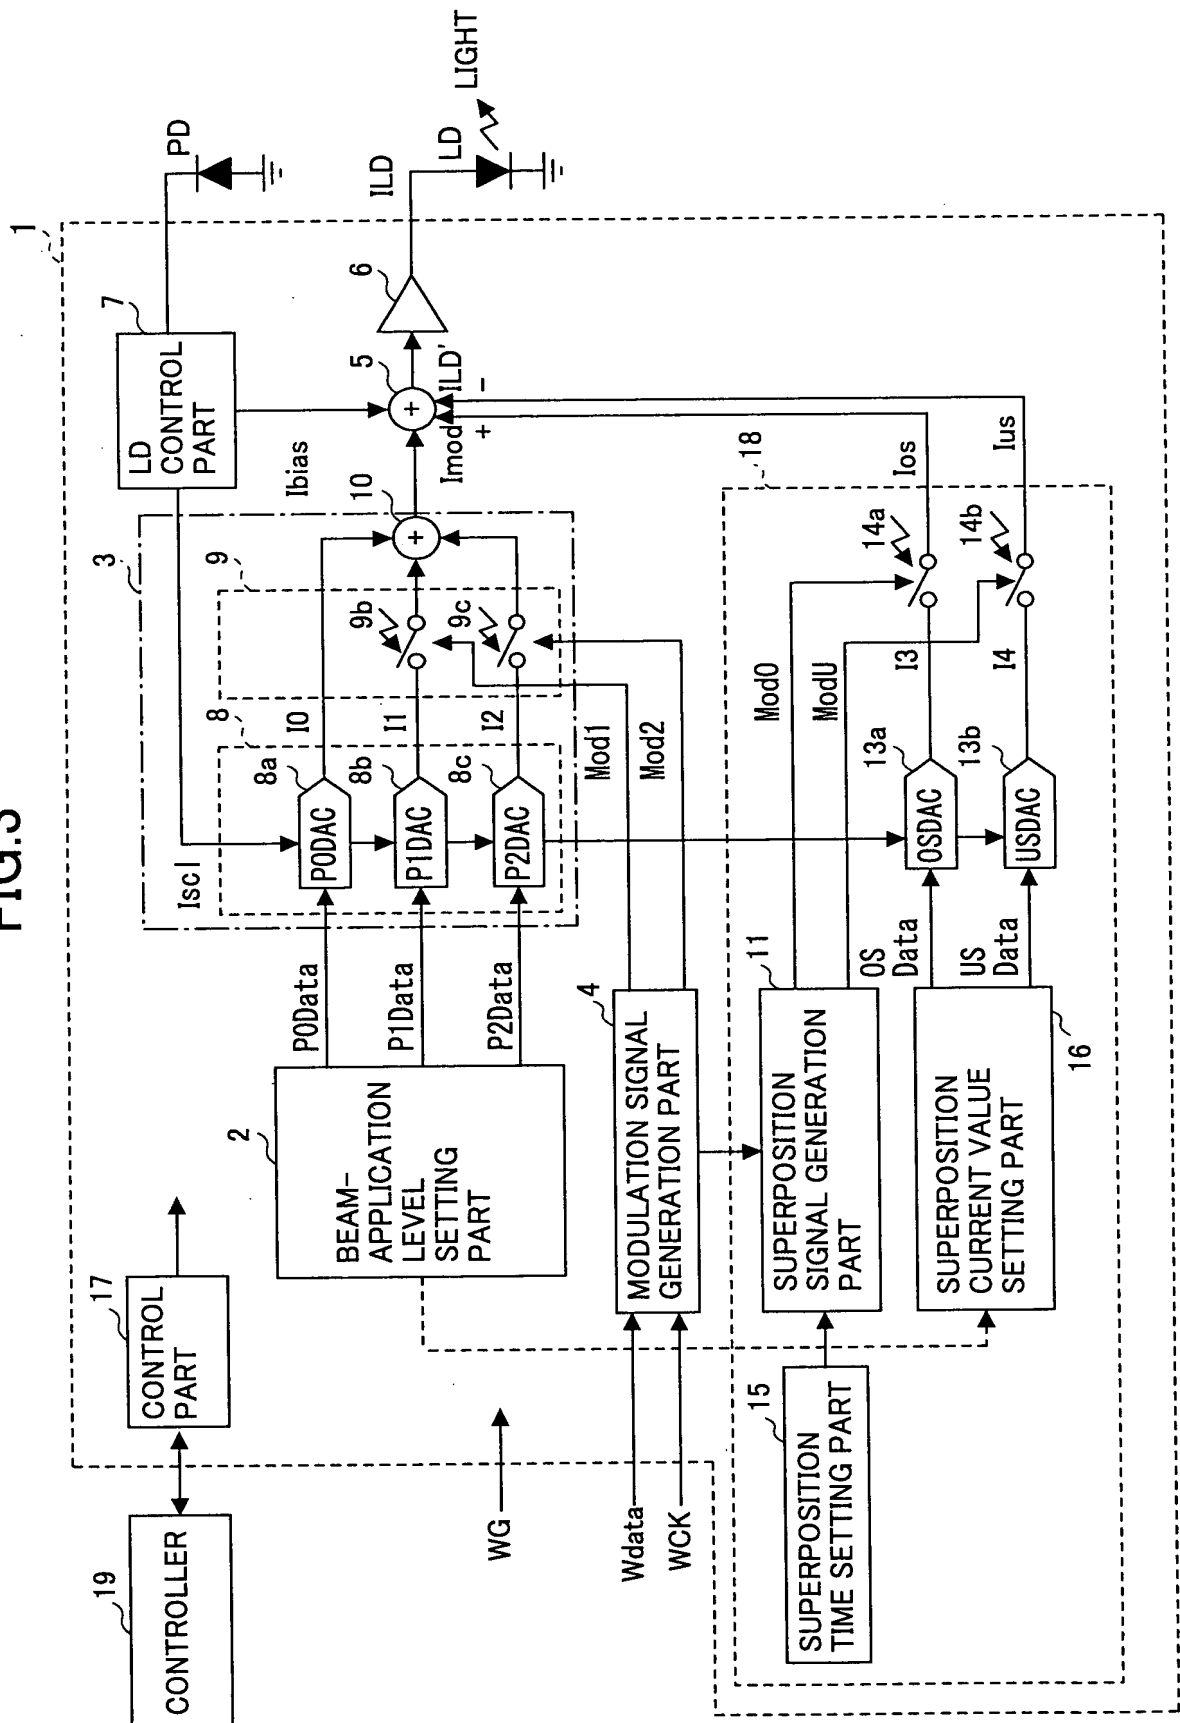 FIG.3
1
19
CONTROLLER
17
CONTROL
PART
7
LD CONTROL
PART
PD
Iscl
Ibias
3
8
9
2
BEAM-
APPLICATION
LEVEL
SETTING
PART
P0Data
P1Data
P2Data
8a
P0DAC
8b
P1DAC
8c
P2DAC
I0
I1
I2
9b
9c
10
+
Imod
5
+
+
-
ILD'
6
ILD
LD
LIGHT
WG
Wdata
WCK
4
MODULATION SIGNAL
GENERATION PART
Mod1
Mod2
18
15
SUPERPOSITION
TIME SETTING PART
11
SUPERPOSITION
SIGNAL GENERATION
PART
ModO
ModU
16
SUPERPOSITION
CURRENT VALUE
SETTING PART
OS
Data
US
Data
13a
OSDAC
13b
USDAC
I3
I4
14a
14b
Ios
Ius